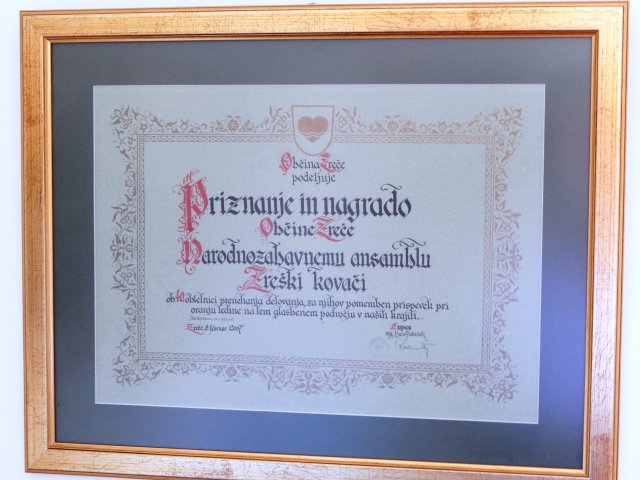 Občina Zreče
podeljuje
Priznanje in nagrado
Občine Zreče
Narodnozabavnemu ansamblu
Zreški kovači
ob 40 obletnici prenehanja delovanja, za njihov pomemben prispevek pri
oranju ledine na tem glasbenem področju v naših krajih.
Župan
Zreče, 8 februar 2007